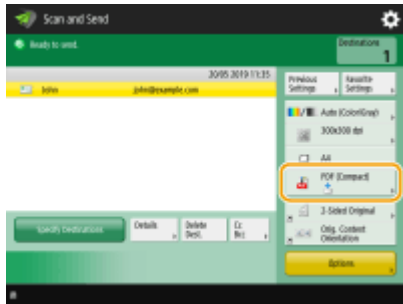 Scan and Send
Ready to send.
Destinations
1
20/05 2019 11:35
John john@example.com
Previous Settings
Favorite Settings
Auto (Color/Gray)
300x300 dpi
A4
PDF (Compact)
2-Sided Original
Orig. Content Orientation
Specify Destinations
Details
Delete Dest.
Cc Bcc
Options